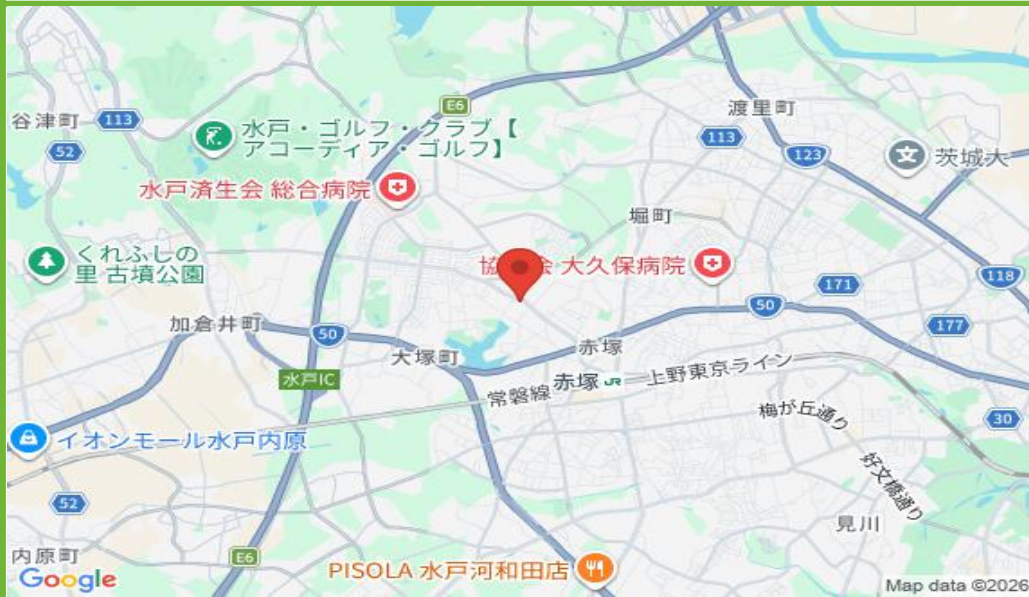 E6
谷津町
113
52
水戸・ゴルフ・クラブ【
アコーディア・ゴルフ】
渡里町
113
123
茨城大
水戸済生会 総合病院
堀町
くれふしの
里 古墳公園
会 大久保病院
118
171
50
177
加倉井町
50
大塚町
赤塚
水戸IC
常磐線
赤塚 JR
上野東京ライン
梅が丘通り
30
イオンモール水戸内原
好文橋通り
52
見川
内原町
E6
PISOLA 水戸河和田店
Google
Map data ©2026